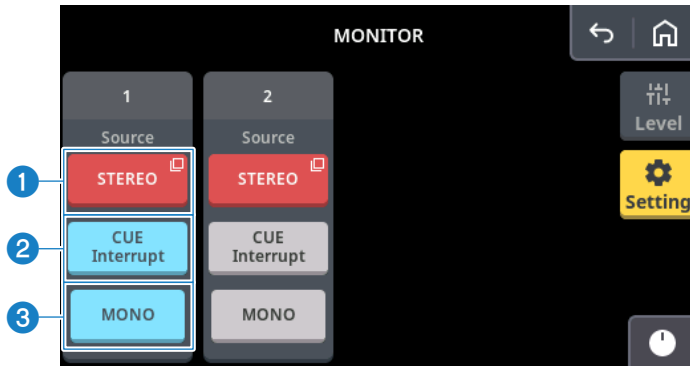 MONITOR
1
2
Level
Source
Source
1
STEREO
STEREO
Setting
2
CUE
Interrupt
CUE
Interrupt
3
MONO
MONO